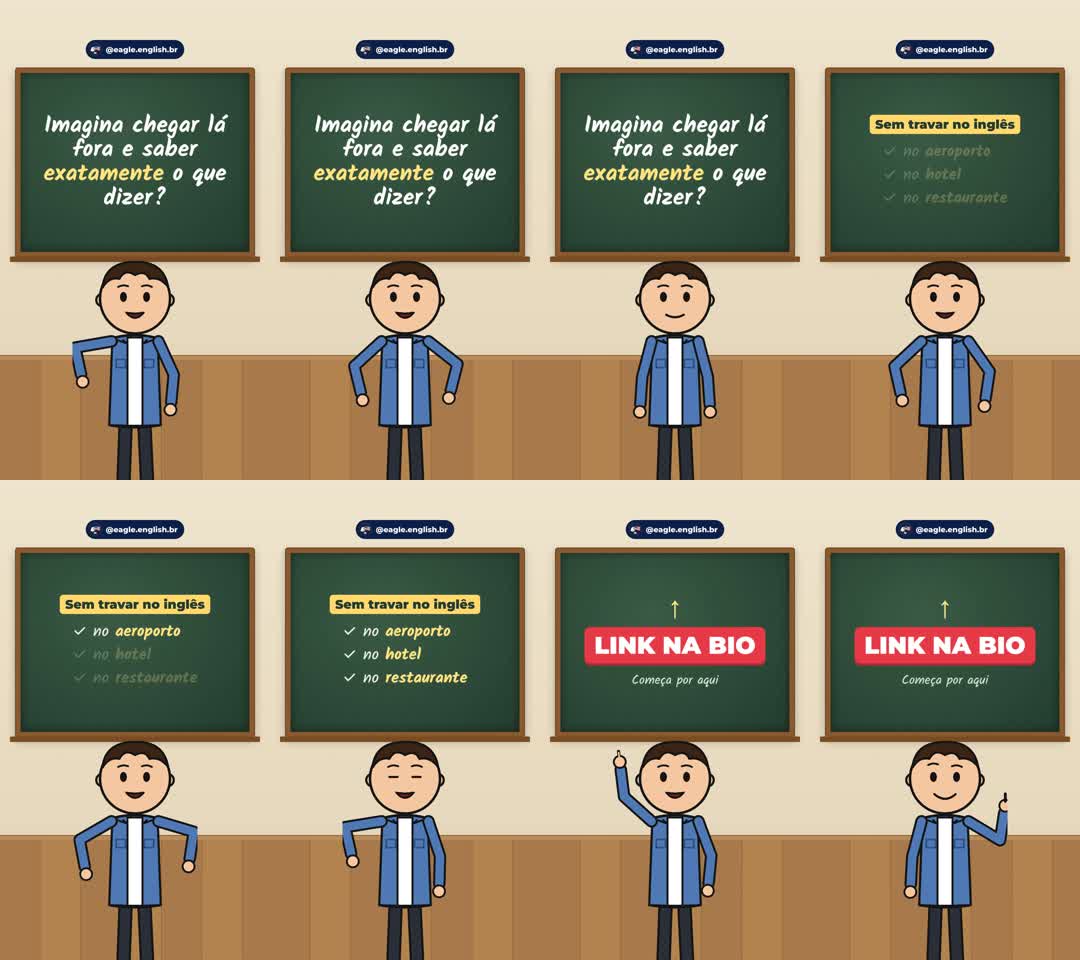 @eagle.english.br
Imagina chegar lá
fora e saber
exatamente o que
dizer?
@eagle.english.br
Imagina chegar lá
fora e saber
exatamente o que
dizer?
@eagle.english.br
Imagina chegar lá
fora e saber
exatamente o que
dizer?
@eagle.english.br
Sem travar no inglês
✓ no aeroporto
✓ no hotel
✓ no restaurante
@eagle.english.br
Sem travar no inglês
✓ no aeroporto
✓ no hotel
✓ no restaurante
@eagle.english.br
Sem travar no inglês
✓ no aeroporto
✓ no hotel
✓ no restaurante
@eagle.english.br
↑
LINK NA BIO
Começa por aqui
@eagle.english.br
↑
LINK NA BIO
Começa por aqui